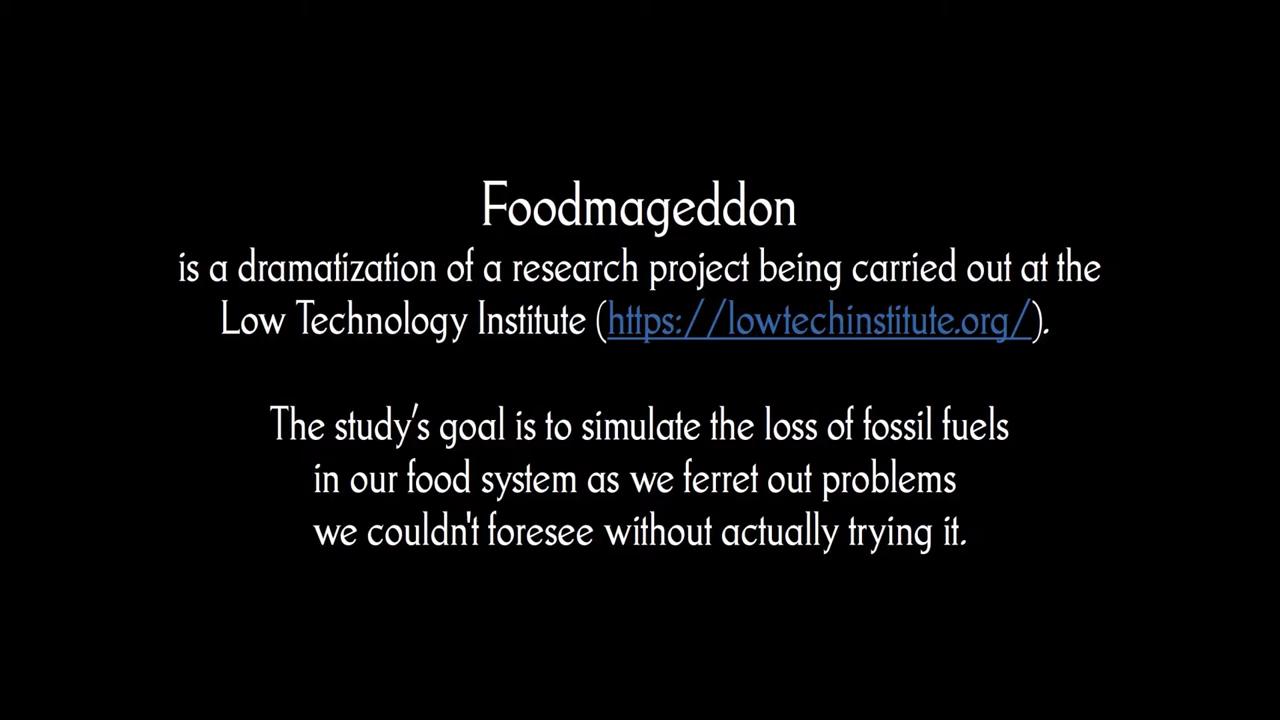 Foodmageddon
is a dramatization of a research project being carried out at the
Low Technology Institute (https://lowtechinstitute.org/).
The study's goal is to simulate the loss of fossil fuels
in our food system as we ferret out problems
we couldn't foresee without actually trying it.